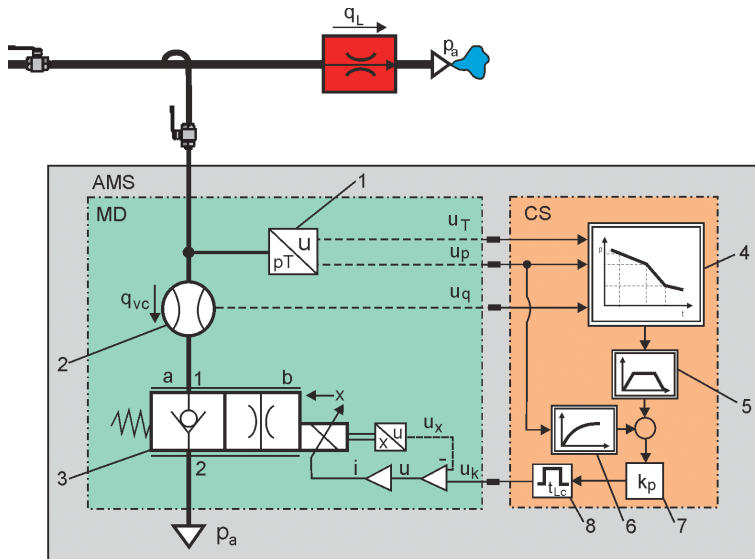 q_L
p_a
AMS
MD
1
CS
u_T
u
pT
u_p
p
t
4
q_vc
u_q
2
a
1
b
x
5
u_x
x
u
3
2
i
u
-
u_k
t_Lc
k_p
p_a
8
6
7